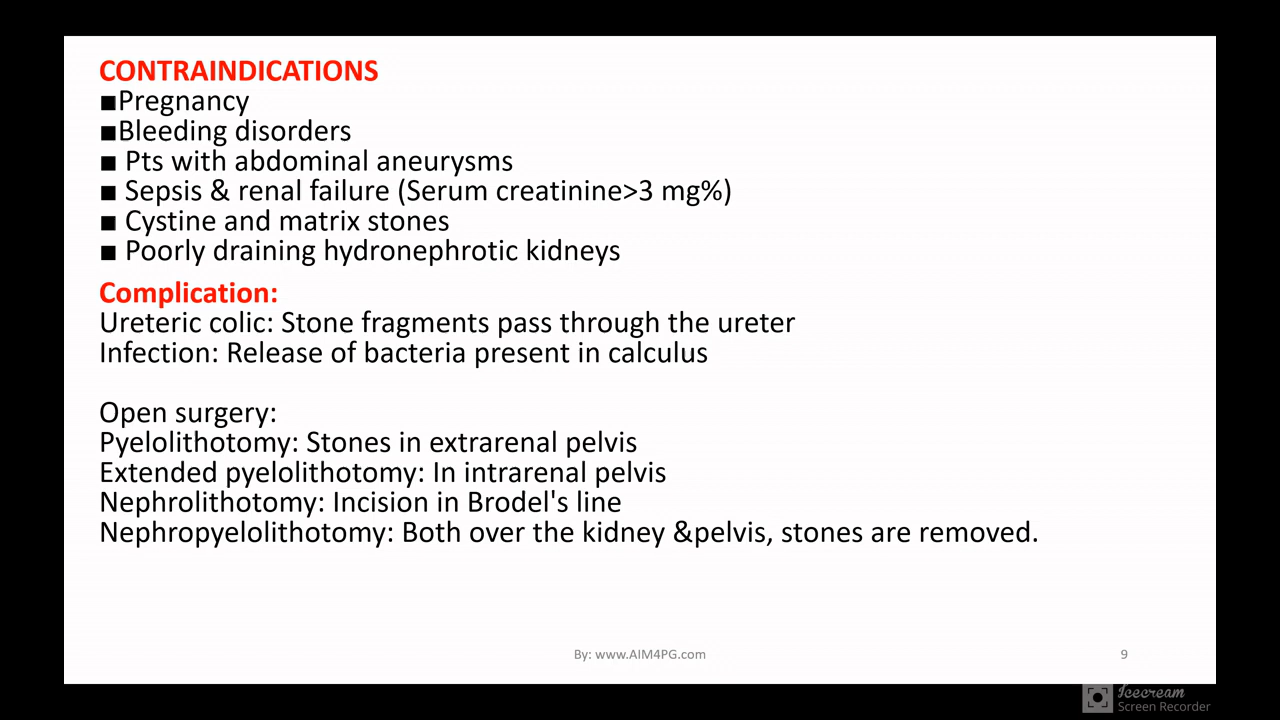 CONTRAINDICATIONS
■Pregnancy
■Bleeding disorders
■ Pts with abdominal aneurysms
■ Sepsis & renal failure (Serum creatinine>3 mg%)
■ Cystine and matrix stones
■ Poorly draining hydronephrotic kidneys
Complication:
Ureteric colic: Stone fragments pass through the ureter
Infection: Release of bacteria present in calculus
Open surgery:
Pyelolithotomy: Stones in extrarenal pelvis
Extended pyelolithotomy: In intrarenal pelvis
Nephrolithotomy: Incision in Brodel's line
Nephropyelolithotomy: Both over the kidney &pelvis, stones are removed.
By: www.AIM4PG.com
9
Icecream
Screen Recorder